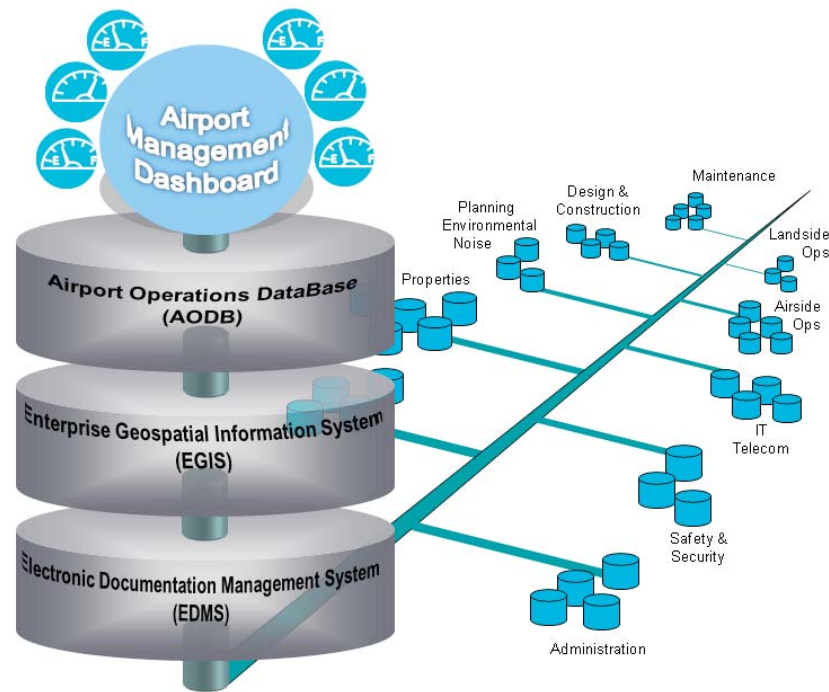 E F
E F
Airport
Management
Dashboard
E F
E F
Airport Operations DataBase
(AODB)
Enterprise Geospatial Information System
(EGIS)
Electronic Documentation Management System
(EDMS)
Maintenance
Design &
Construction
Planning
Environmental
Noise
Landside
Ops
Properties
Airside
Ops
IT
Telecom
Safety &
Security
Administration